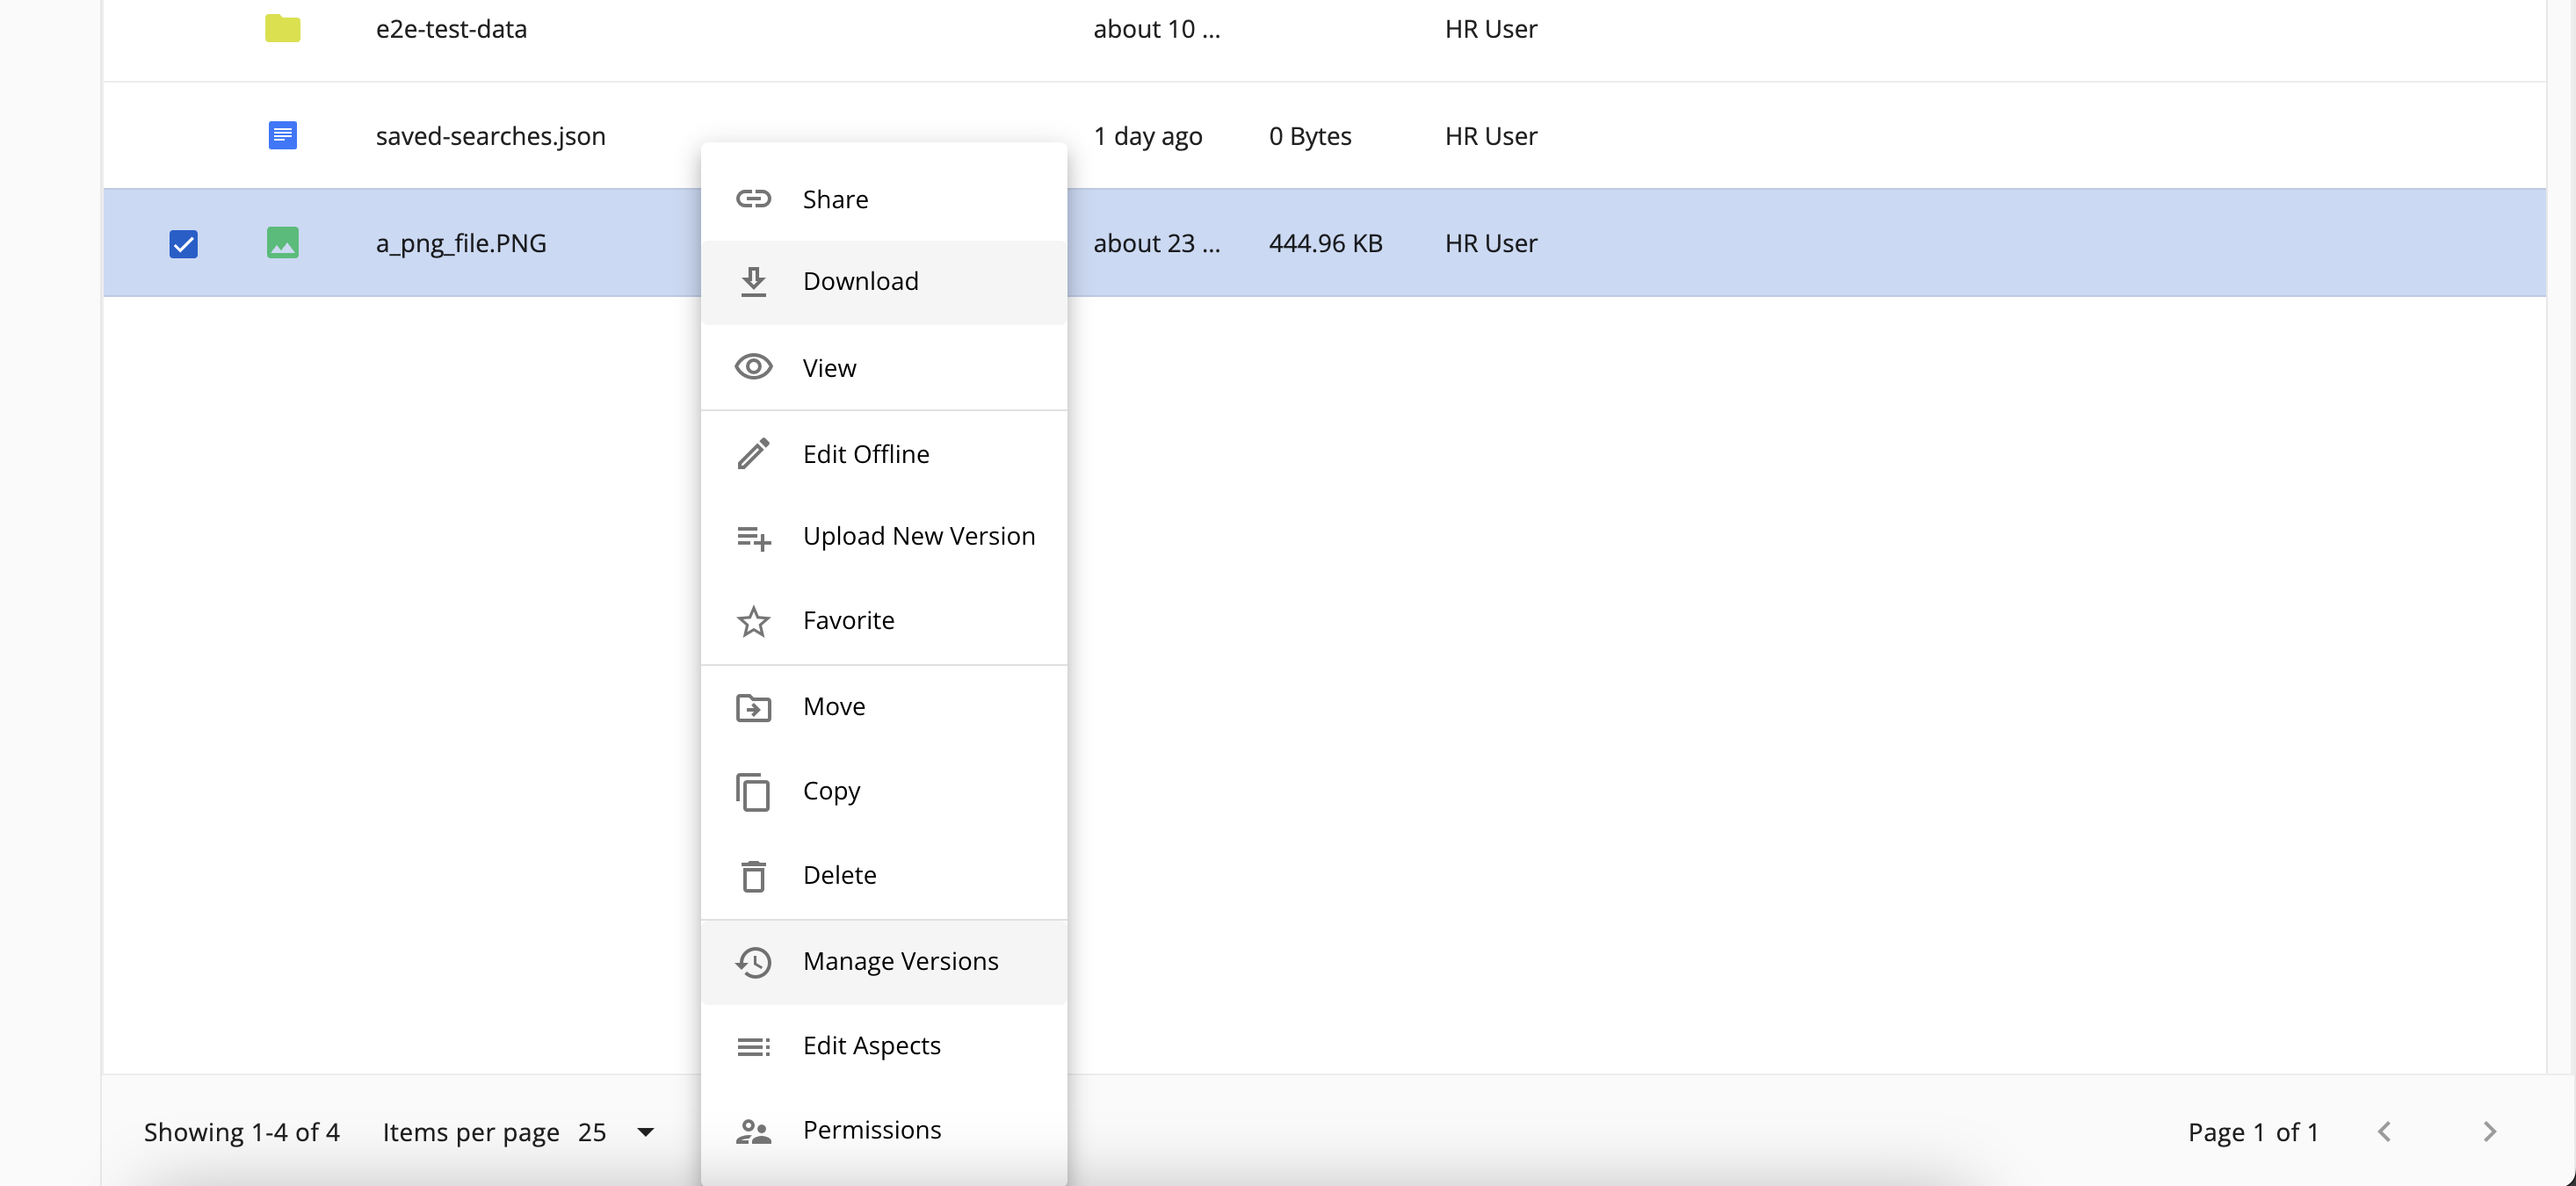 e2e-test-data about 10 ... HR User
saved-searches.json 1 day ago 0 Bytes HR User
a_png_file.PNG about 23 ... 444.96 KB HR User
Share
Download
View
Edit Offline
Upload New Version
Favorite
Move
Copy
Delete
Manage Versions
Edit Aspects
Permissions
Showing 1-4 of 4 Items per page 25 Page 1 of 1